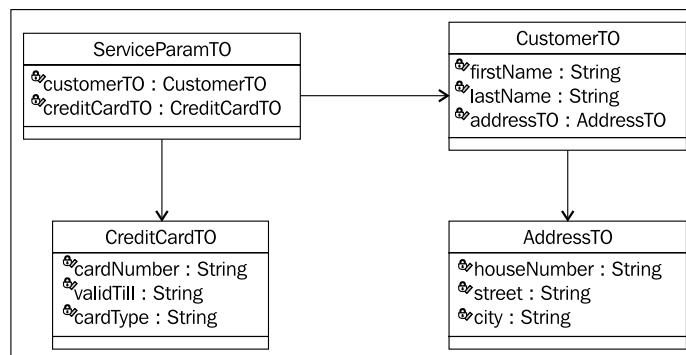 ServiceParamTO
customerTO : CustomerTO
creditCardTO : CreditCardTO
CustomerTO
firstName : String
lastName : String
addressTO : AddressTO
CreditCardTO
cardNumber : String
validTill : String
cardType : String
AddressTO
houseNumber : String
street : String
city : String